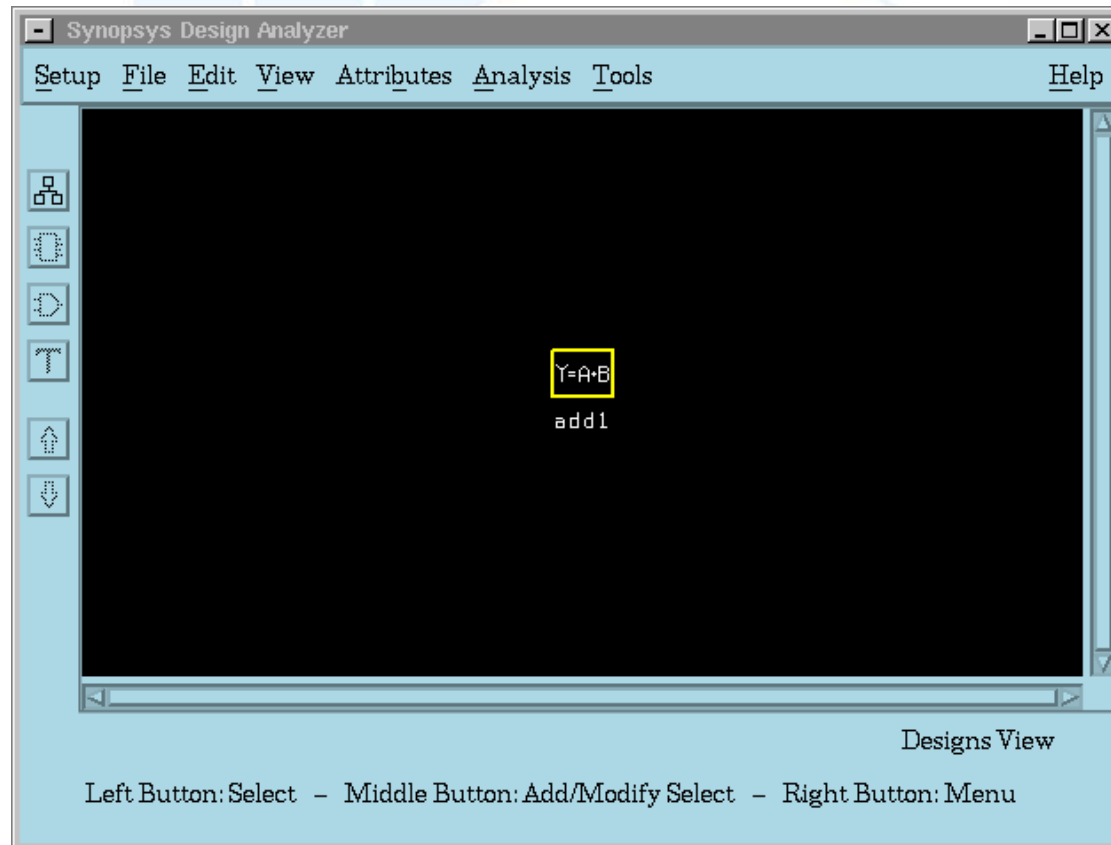 Synopsys Design Analyzer
Setup File Edit View Attributes Analysis Tools Help
Y=A+B
add1
Designs View
Left Button: Select – Middle Button: Add/Modify Select – Right Button: Menu